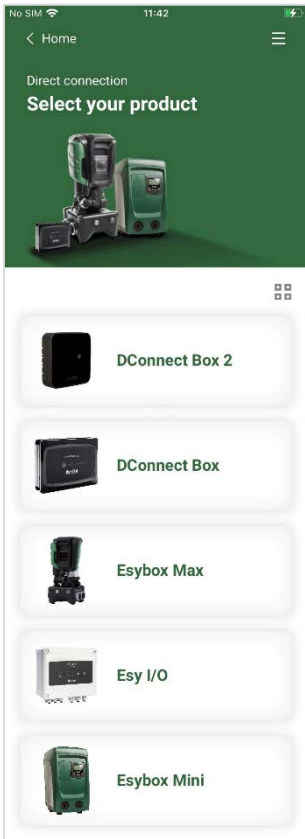 No SIM 11:42
Home
Direct connection
Select your product
DConnect Box 2
DConnect Box
Esybox Max
Esy I/O
Esybox Mini